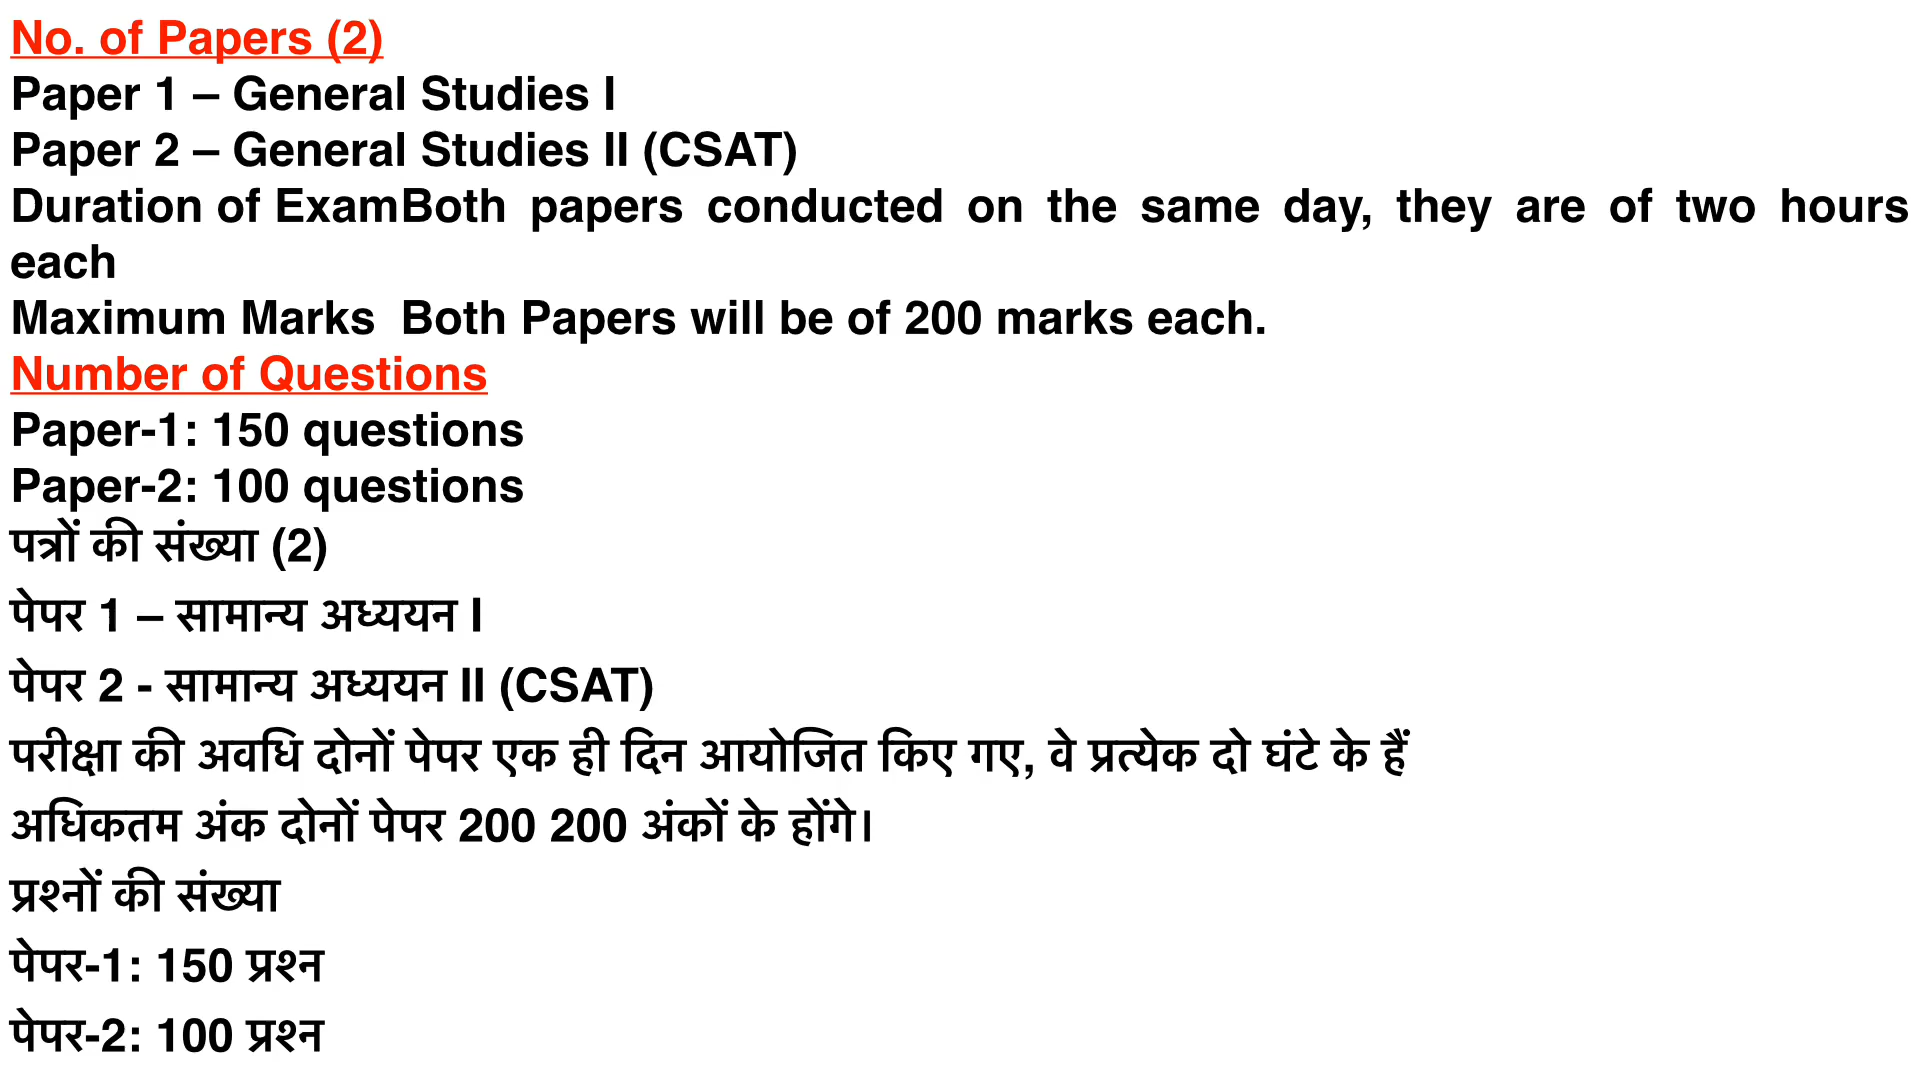 No. of Papers (2)
Paper 1 – General Studies I
Paper 2 – General Studies II (CSAT)
Duration of ExamBoth papers conducted on the same day, they are of two hours
each
Maximum Marks Both Papers will be of 200 marks each.
Number of Questions
Paper-1: 150 questions
Paper-2: 100 questions
पत्रों की संख्या (2)
पेपर 1 – सामान्य अध्ययन I
पेपर 2 - सामान्य अध्ययन II (CSAT)
परीक्षा की अवधि दोनों पेपर एक ही दिन आयोजित किए गए, वे प्रत्येक दो घंटे के हैं
अधिकतम अंक दोनों पेपर 200 200 अंकों के होंगे।
प्रश्नों की संख्या
पेपर-1: 150 प्रश्न
पेपर-2: 100 प्रश्न